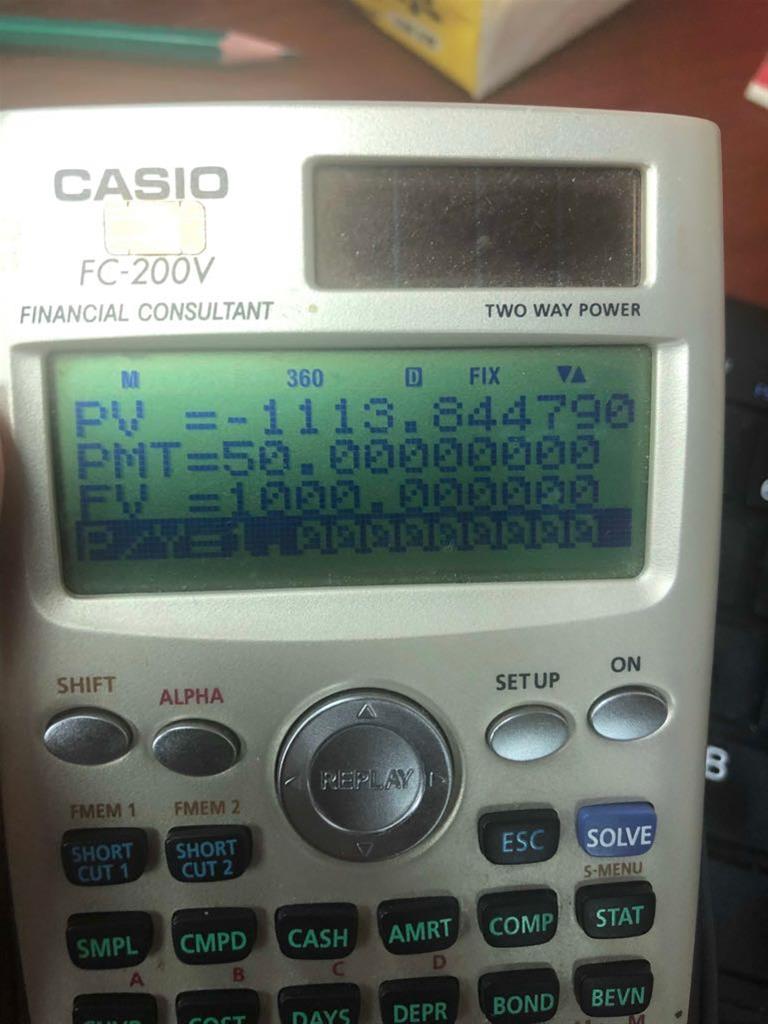 CASIO
FC-200V
FINANCIAL CONSULTANT
TWO WAY POWER
M 360 D FIX ▼▲
PV =-1113.844790
PMT=50.00000000
FV =1000.000000
P/Y=1.000000000
SHIFT
ALPHA
SETUP
ON
REPLAY
FMEM 1
FMEM 2
SHORT CUT 1
SHORT CUT 2
ESC
SOLVE
S-MENU
SMPL
CMPD
CASH
AMRT
COMP
STAT
A
B
C
D
COST
DAYS
DEPR
BOND
BEVN
M
B